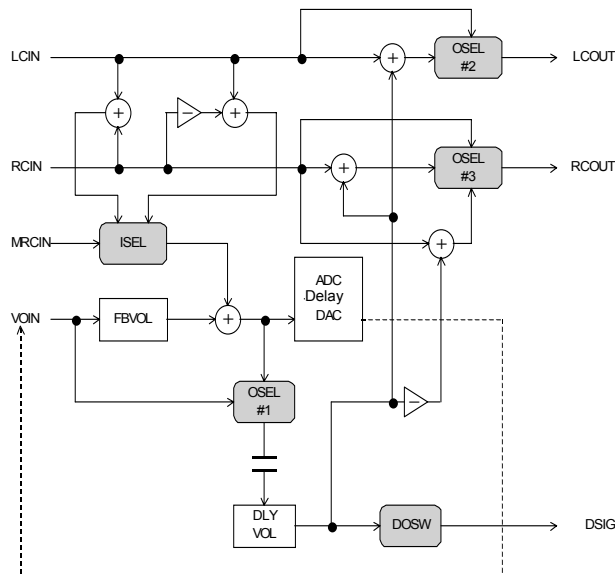 LCIN
OSEL
#2
LCOUT
RCIN
OSEL
#3
RCOUT
MRCIN
ISEL
ADC
Delay
DAC
VOIN
FBVOL
OSEL
#1
DLY
VOL
DOSW
DSIG